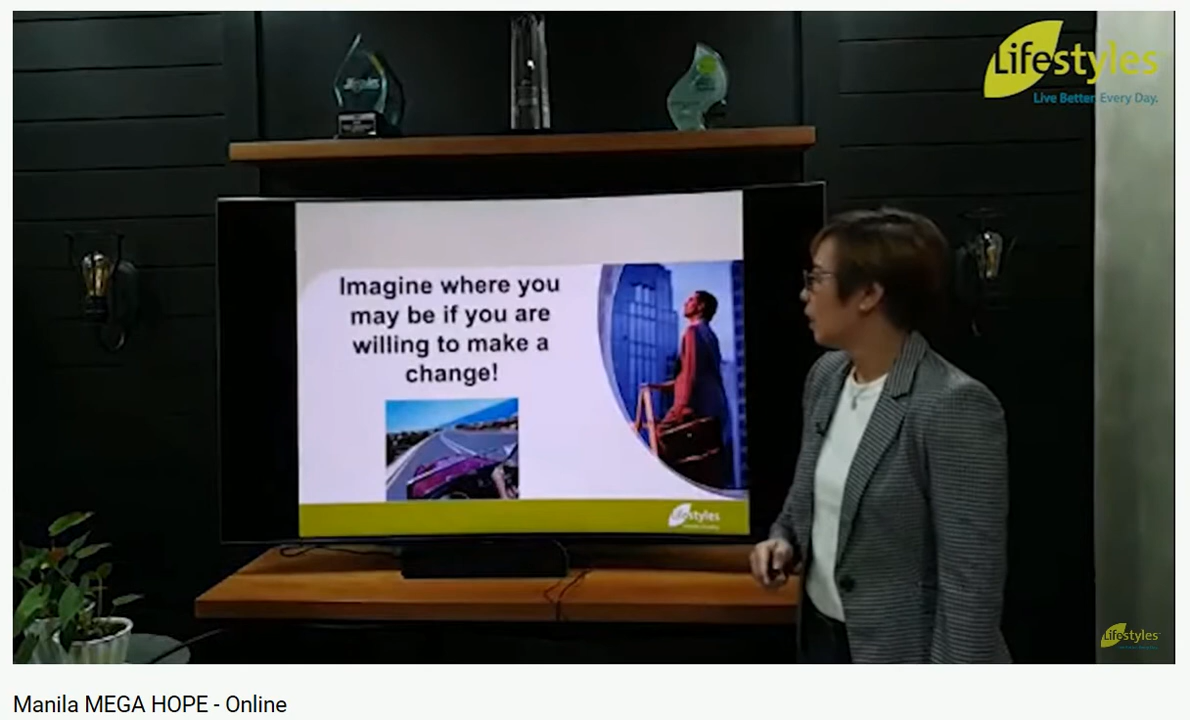 Lifestyles
Live Better. Every Day.
Imagine where you
may be if you are
willing to make a
change!
Lifestyles
Lifestyles
Manila MEGA HOPE - Online